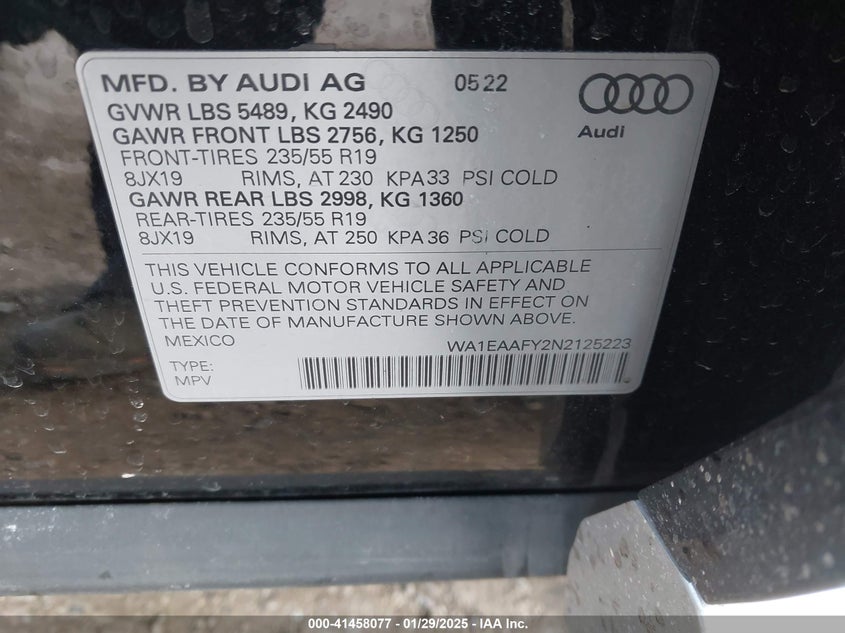 MFD. BY AUDI AG 0522
GVWR LBS 5489, KG 2490
GAWR FRONT LBS 2756, KG 1250
Audi
FRONT-TIRES 235/55 R19
8JX19 RIMS, AT 230 KPA 33 PSI COLD
GAWR REAR LBS 2998, KG 1360
REAR-TIRES 235/55 R19
8JX19 RIMS, AT 250 KPA 36 PSI COLD
THIS VEHICLE CONFORMS TO ALL APPLICABLE
U.S. FEDERAL MOTOR VEHICLE SAFETY AND
THEFT PREVENTION STANDARDS IN EFFECT ON
THE DATE OF MANUFACTURE SHOWN ABOVE.
MEXICO WA1EAAFY2N2125223
TYPE:
MPV
000-41458077 - 01/29/2025 - IAA Inc.